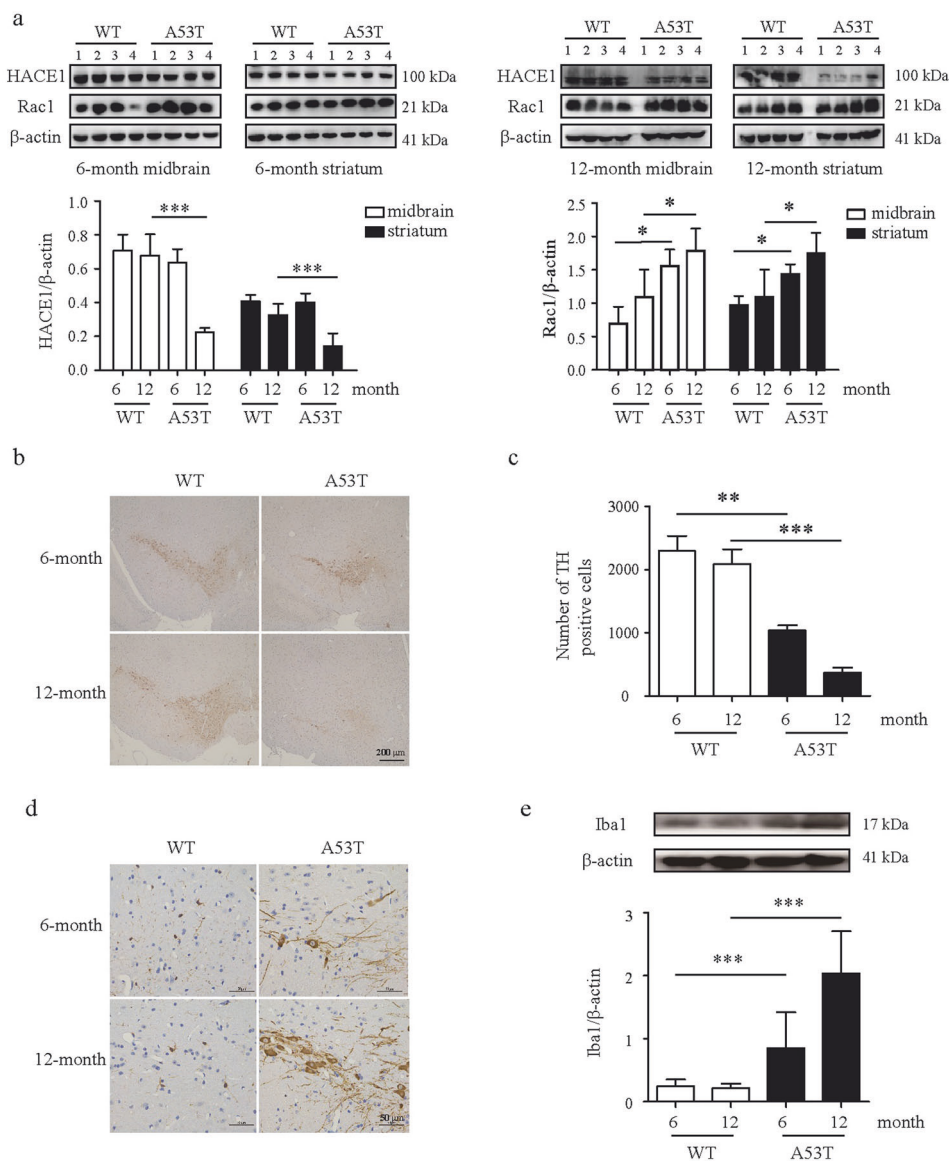 a
WT A53T WT A53T
1 2 3 4 1 2 3 4 1 2 3 4 1 2 3 4
HACE1 100 kDa
Rac1 21 kDa
β-actin 41 kDa
6-month midbrain 6-month striatum
WT A53T WT A53T
1 2 3 4 1 2 3 4 1 2 3 4 1 2 3 4
HACE1 100 kDa
Rac1 21 kDa
β-actin 41 kDa
12-month midbrain 12-month striatum
HACE1/β-actin
0.8
0.6
0.4
0.2
0.0
***
***
midbrain
striatum
6 12 6 12 6 12 6 12 month
WT A53T WT A53T
Rac1/β-actin
2.5
2.0
1.5
1.0
0.5
0.0
*
*
*
*
midbrain
striatum
6 12 6 12 6 12 6 12 month
WT A53T WT A53T
b
WT A53T
6-month
12-month
200 μm
c
Number of TH
positive cells
3000
2000
1000
0
**
***
6 12 6 12 month
WT A53T
d
WT A53T
6-month
12-month
50 μm
e
Iba1 17 kDa
β-actin 41 kDa
Iba1/β-actin
3
2
1
0
***
***
6 12 6 12 month
WT A53T